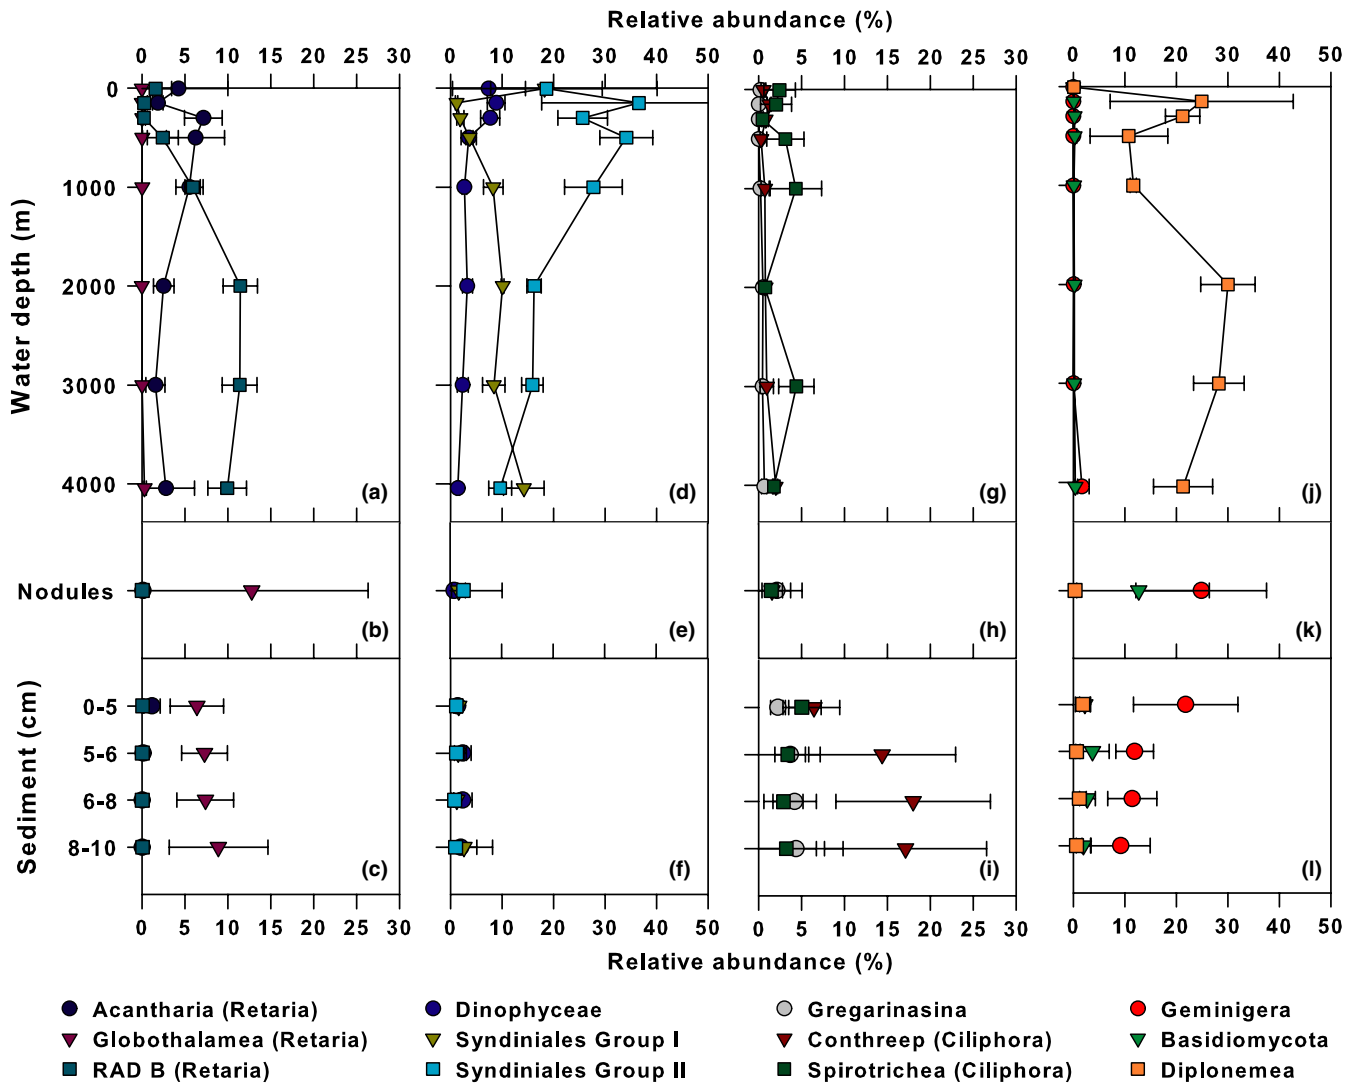 Relative abundance (%)
0 5 10 15 20 25 30
0 10 20 30 40 50
0 5 10 15 20 25 30
0 10 20 30 40 50
Water depth (m)
0
1000
2000
3000
4000
(a)
(d)
(g)
(j)
Nodules
(b)
(e)
(h)
(k)
Sediment (cm)
0-5
5-6
6-8
8-10
(c)
(f)
(i)
(l)
0 5 10 15 20 25 30
0 10 20 30 40 50
0 5 10 15 20 25 30
0 10 20 30 40 50
Relative abundance (%)
Acantharia (Retaria)
Globothalamea (Retaria)
RAD B (Retaria)
Dinophyceae
Syndiniales Group I
Syndiniales Group II
Gregarinasina
Conthreep (Ciliphora)
Spirotrichea (Ciliphora)
Geminigera
Basidiomycota
Diplonemea